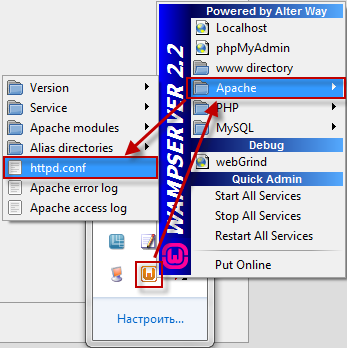 Powered by Alter Way
Localhost
phpMyAdmin
www directory
Apache
PHP
MySQL
Debug
webGrind
Quick Admin
Start All Services
Stop All Services
Restart All Services
Put Online
WAMPSERVER 2.2
Version
Service
Apache modules
Alias directories
httpd.conf
Apache error log
Apache access log
Настроить...